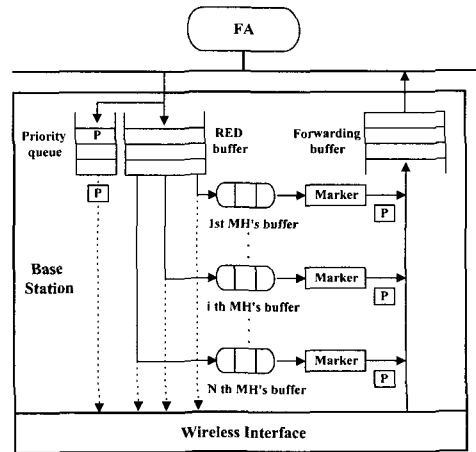 FA
Priority queue
P
RED buffer
Forwarding buffer
P
1st MH's buffer
Marker
P
Base Station
i th MH's buffer
Marker
P
N th MH's buffer
Marker
P
Wireless Interface